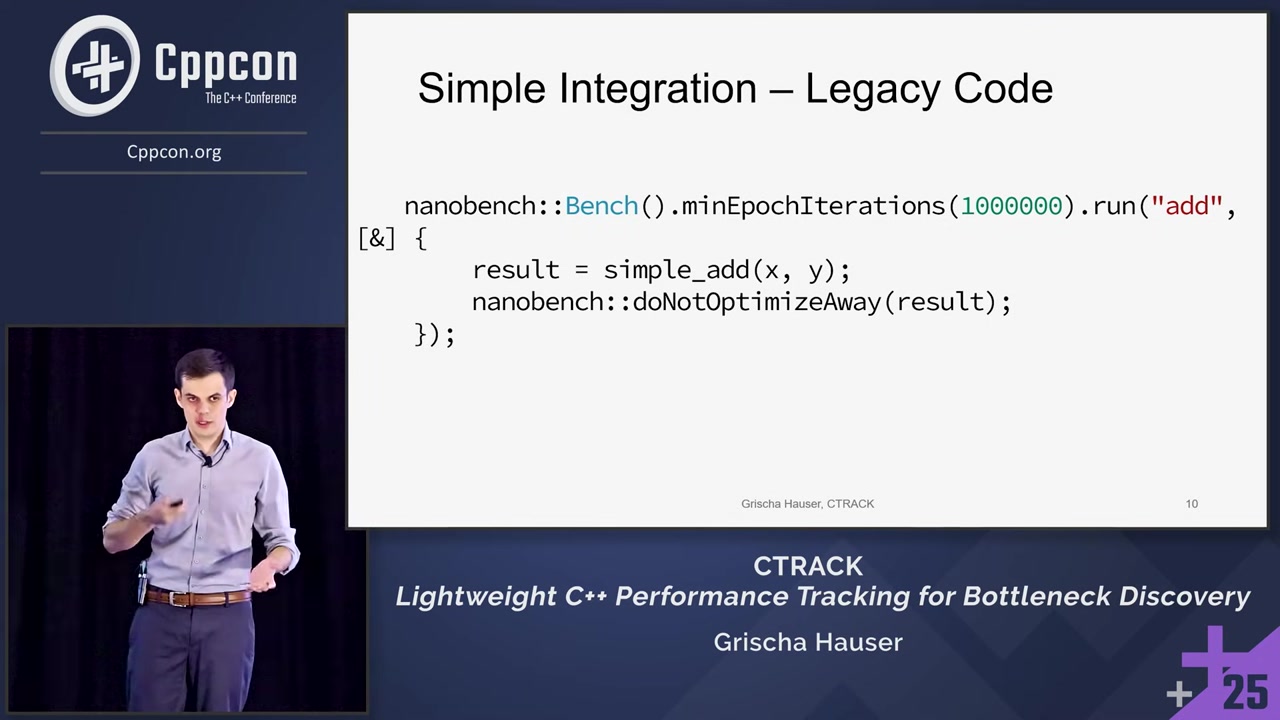 Cppcon
The C++ Conference
Cppcon.org
Simple Integration – Legacy Code
nanobench::Bench().minEpochIterations(1000000).run("add",
[&] {
result = simple_add(x, y);
nanobench::doNotOptimizeAway(result);
});
Grischa Hauser, CTRACK
10
CTRACK
Lightweight C++ Performance Tracking for Bottleneck Discovery
Grischa Hauser
+25